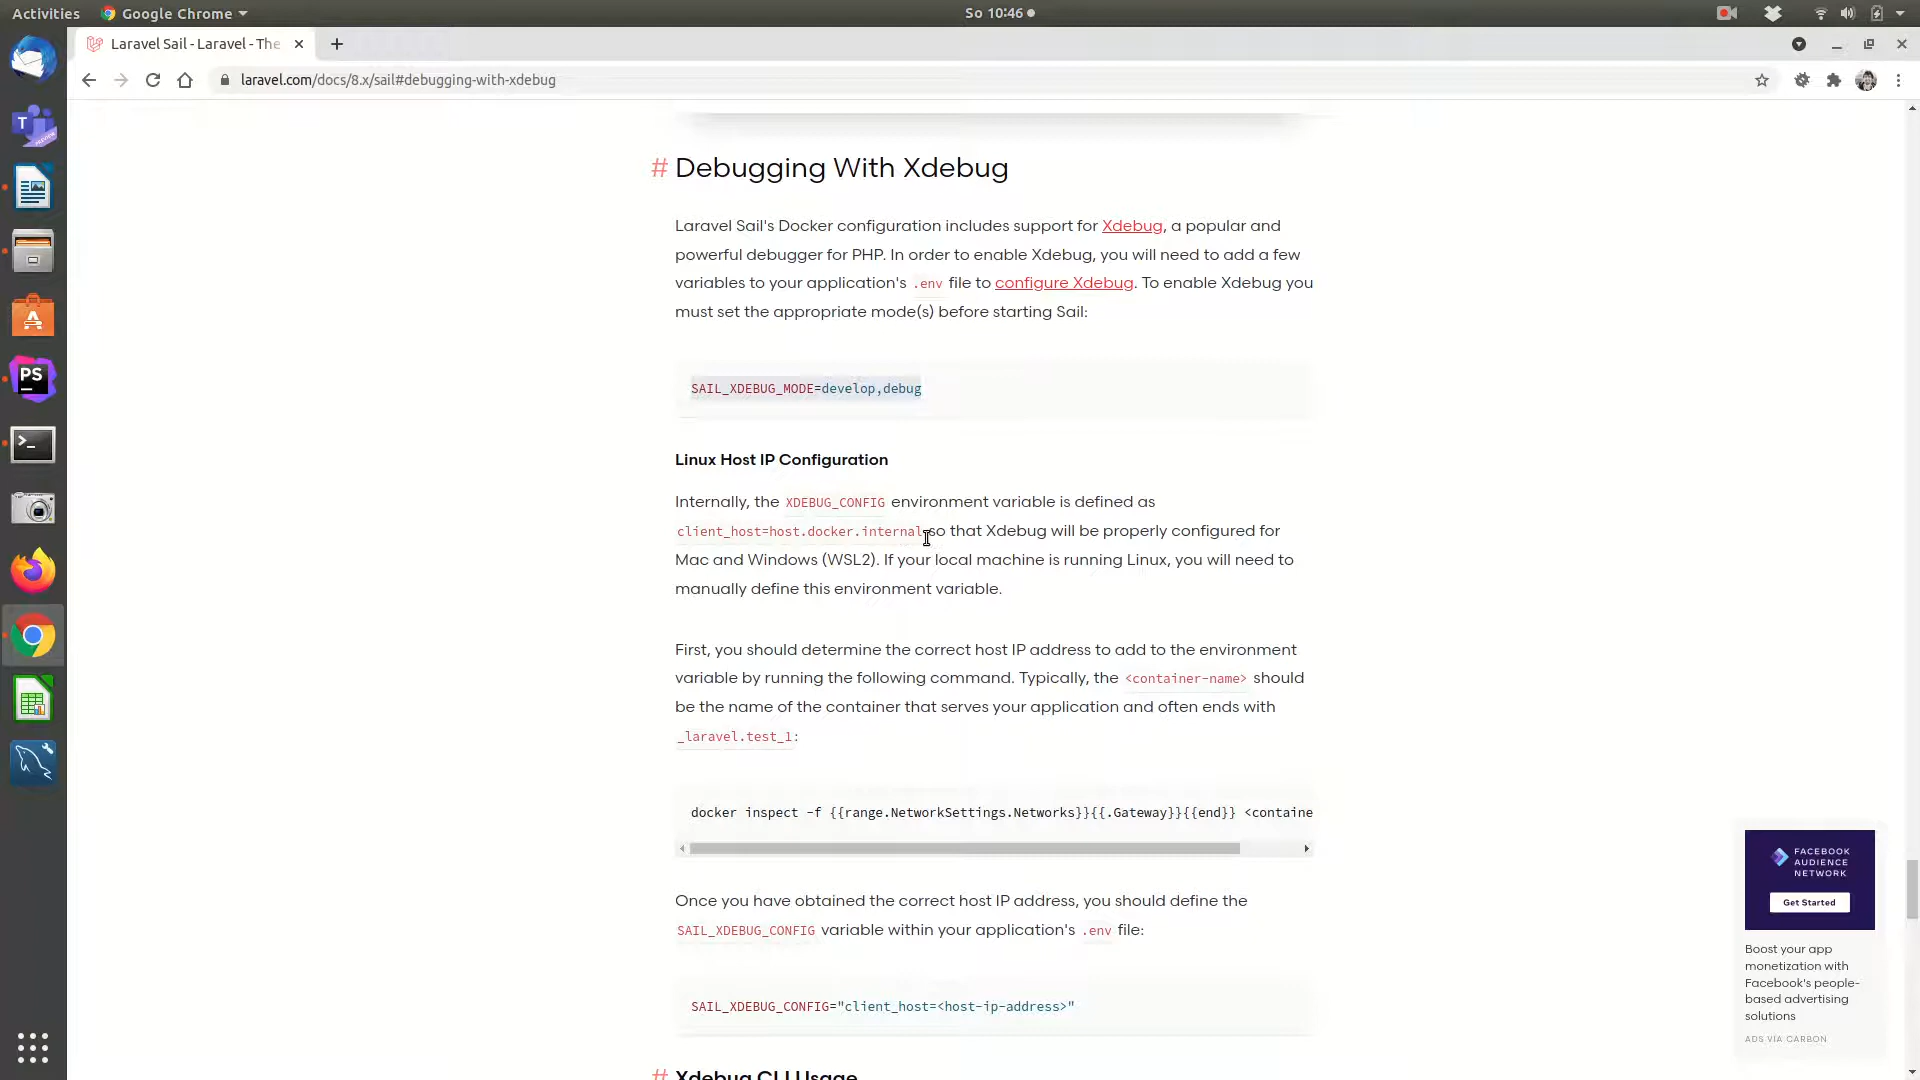 Activities
Google Chrome
So 10:46
Laravel Sail - Laravel - The
laravel.com/docs/8.x/sail#debugging-with-xdebug
# Debugging With Xdebug
Laravel Sail's Docker configuration includes support for Xdebug, a popular and
powerful debugger for PHP. In order to enable Xdebug, you will need to add a few
variables to your application's .env file to configure Xdebug. To enable Xdebug you
must set the appropriate mode(s) before starting Sail:
SAIL_XDEBUG_MODE=develop,debug
Linux Host IP Configuration
Internally, the XDEBUG_CONFIG environment variable is defined as
client_host=host.docker.internal so that Xdebug will be properly configured for
Mac and Windows (WSL2). If your local machine is running Linux, you will need to
manually define this environment variable.
First, you should determine the correct host IP address to add to the environment
variable by running the following command. Typically, the <container-name> should
be the name of the container that serves your application and often ends with
_laravel.test_1:
docker inspect -f {{range.NetworkSettings.Networks}}{{.Gateway}}{{end}} <containe
Once you have obtained the correct host IP address, you should define the
SAIL_XDEBUG_CONFIG variable within your application's .env file:
SAIL_XDEBUG_CONFIG="client_host=<host-ip-address>"
# Xdebug CLI Usage
FACEBOOK
AUDIENCE
NETWORK
Get Started
Boost your app
monetization with
Facebook's people-
based advertising
solutions
ADS VIA CARBON
T
PS
>_